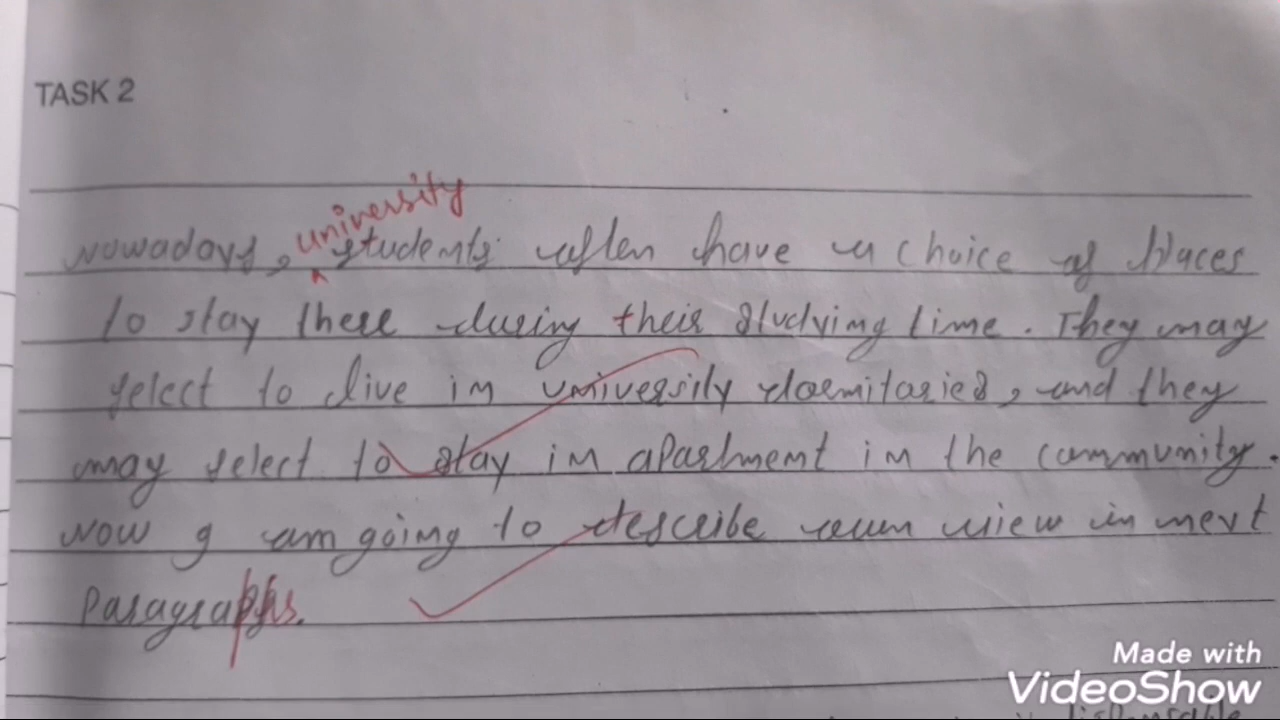 TASK 2
university
Nowadays, students often have a choice of places
to stay there during their studying time. They may
select to live in university dormitaries, and they
may select to stay in apartment in the community.
Now I am going to describe view in next
Paragraphs.
Made with
VideoShow